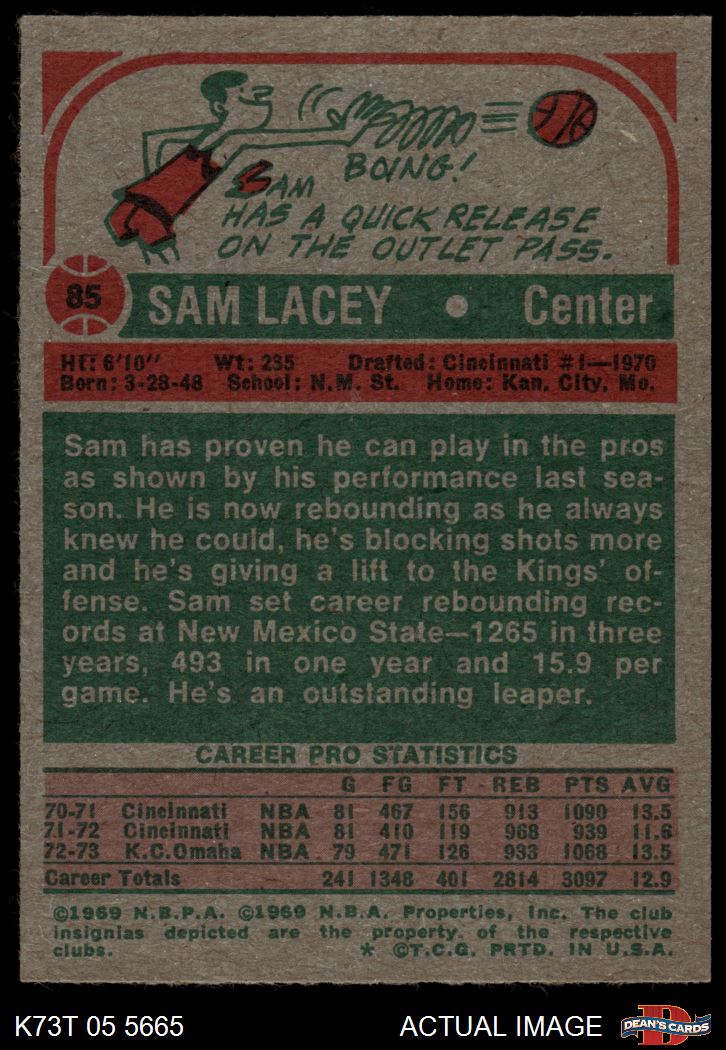 BOING!
SAM
HAS A QUICK RELEASE
ON THE OUTLET PASS.
85 SAM LACEY • Center
HT: 6'10" WT: 235 Drafted: Cincinnati #1—1970
Born: 3-28-48 School: N.M. St. Home: Kan. City, Mo.
Sam has proven he can play in the pros
as shown by his performance last sea-
son. He is now rebounding as he always
knew he could, he's blocking shots more
and he's giving a lift to the Kings' of-
fense. Sam set career rebounding rec-
ords at New Mexico State—1265 in three
years, 493 in one year and 15.9 per
game. He's an outstanding leaper.
CAREER PRO STATISTICS
G FG FT REB PTS AVG
70-71 Cincinnati NBA 81 467 156 913 1090 13.5
71-72 Cincinnati NBA 81 410 119 968 939 11.6
72-73 K.C.Omaha NBA 79 471 126 933 1068 13.5
Career Totals 241 1348 401 2814 3097 12.9
©1969 N.B.P.A. ©1969 N.B.A. Properties, Inc. The club
insignias depicted are the property of the respective
clubs. * ©T.C.G. PRTD. IN U.S.A.
K73T 05 5665 ACTUAL IMAGE D DEAN'S CARDS